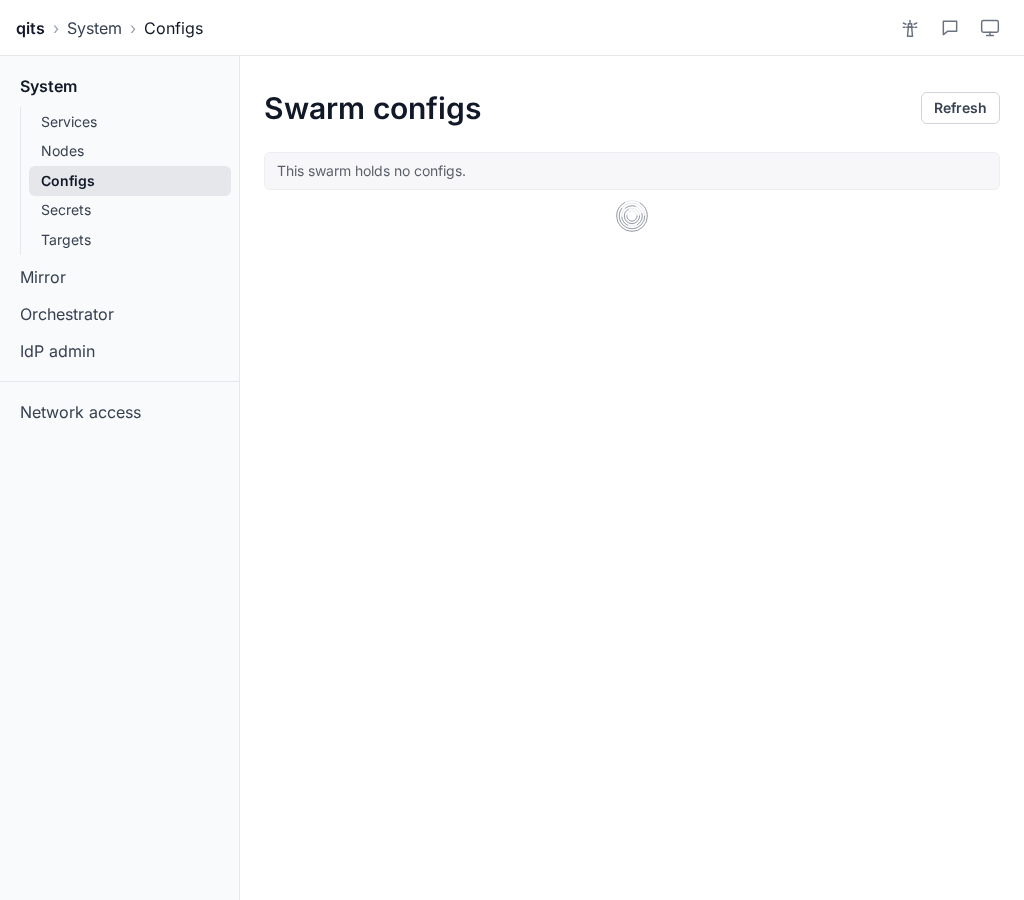 qits › System › Configs
System
Services
Nodes
Configs
Secrets
Targets
Mirror
Orchestrator
IdP admin
Network access
Swarm configs
Refresh
This swarm holds no configs.